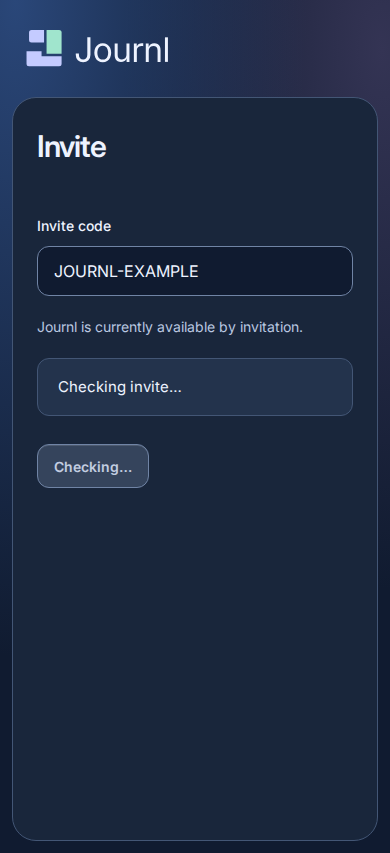 Journl
Invite
Invite code
JOURNL-EXAMPLE
Journl is currently available by invitation.
Checking invite...
Checking...